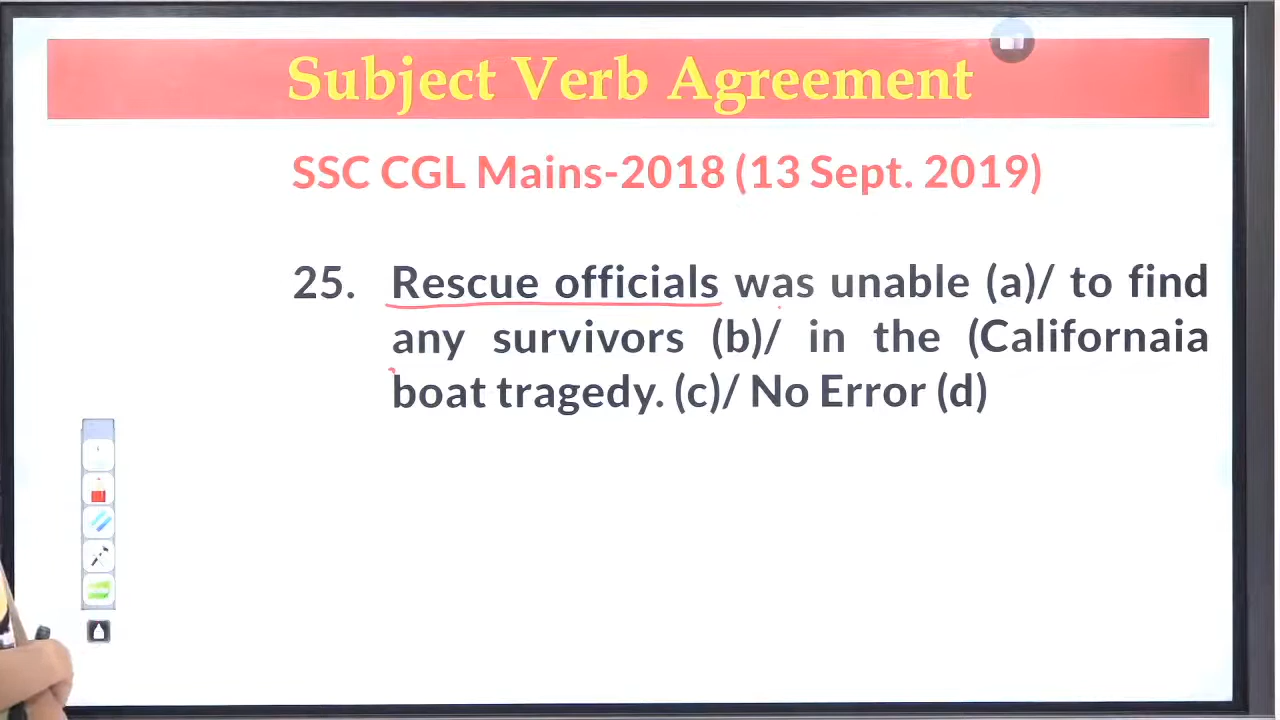 Subject Verb Agreement
SSC CGL Mains-2018 (13 Sept. 2019)
25. Rescue officials was unable (a)/ to find
any survivors (b)/ in the (Californaia
boat tragedy. (c)/ No Error (d)